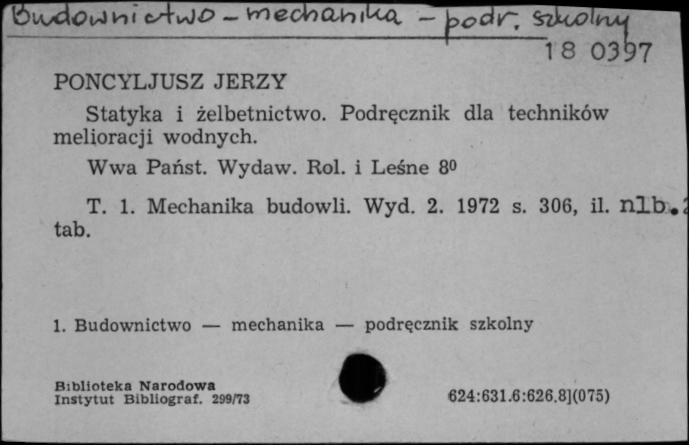 Budownictwo - mechanika - podr. szkolny
18 0397
PONCYLJUSZ JERZY
Statyka i żelbetnictwo. Podręcznik dla techników
melioracji wodnych.
Wwa Państ. Wydaw. Rol. i Leśne 8⁰
T. 1. Mechanika budowli. Wyd. 2. 1972 s. 306, il. nlb.
tab.
1. Budownictwo — mechanika — podręcznik szkolny
Biblioteka Narodowa
Instytut Bibliograf. 299/73
624:631.6:626.8](075)